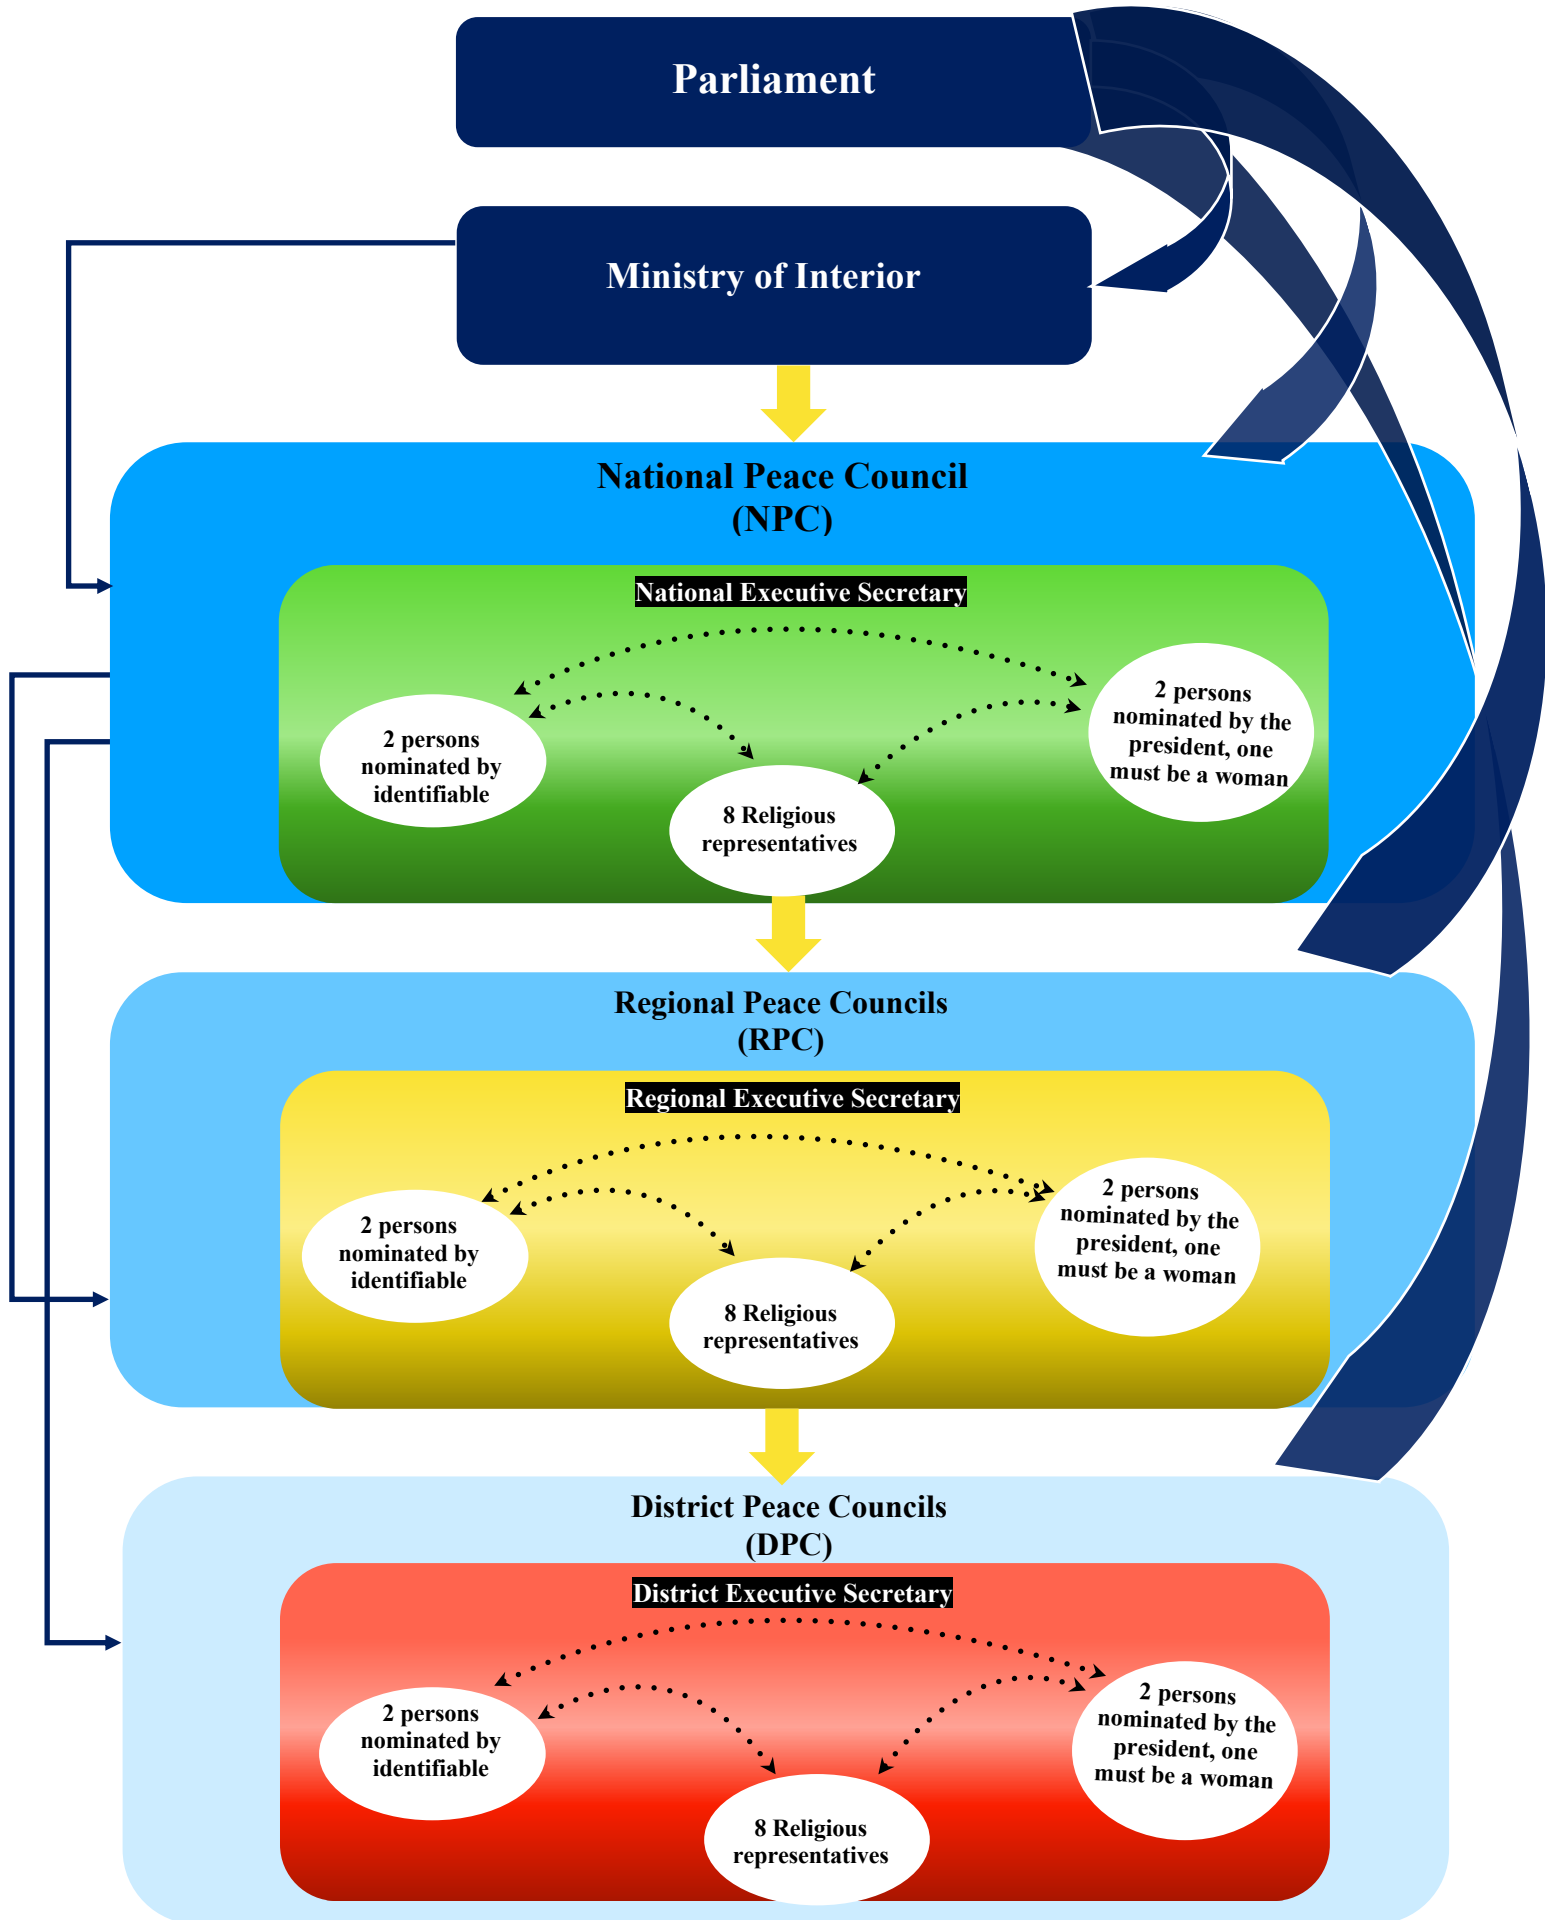 Parliament
Ministry of Interior
National Peace Council
(NPC)
National Executive Secretary
2 persons
nominated by
identifiable
8 Religious
representatives
2 persons
nominated by the
president, one
must be a woman
Regional Peace Councils
(RPC)
Regional Executive Secretary
2 persons
nominated by
identifiable
8 Religious
representatives
2 persons
nominated by the
president, one
must be a woman
District Peace Councils
(DPC)
District Executive Secretary
2 persons
nominated by
identifiable
8 Religious
representatives
2 persons
nominated by the
president, one
must be a woman